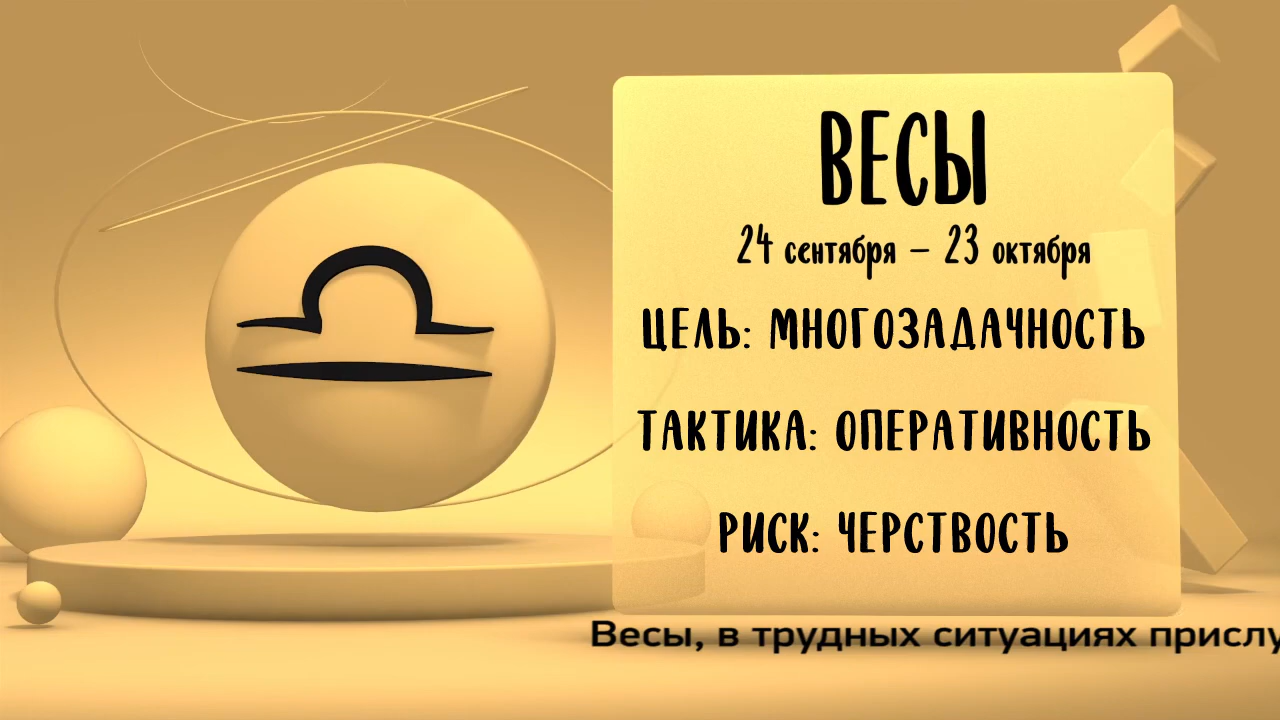 ВЕСЫ
24 сентября – 23 октября
ЦЕЛЬ: МНОГОЗАДАЧНОСТЬ
ТАКТИКА: ОПЕРАТИВНОСТЬ
РИСК: ЧЕРСТВОСТЬ
Весы, в трудных ситуациях